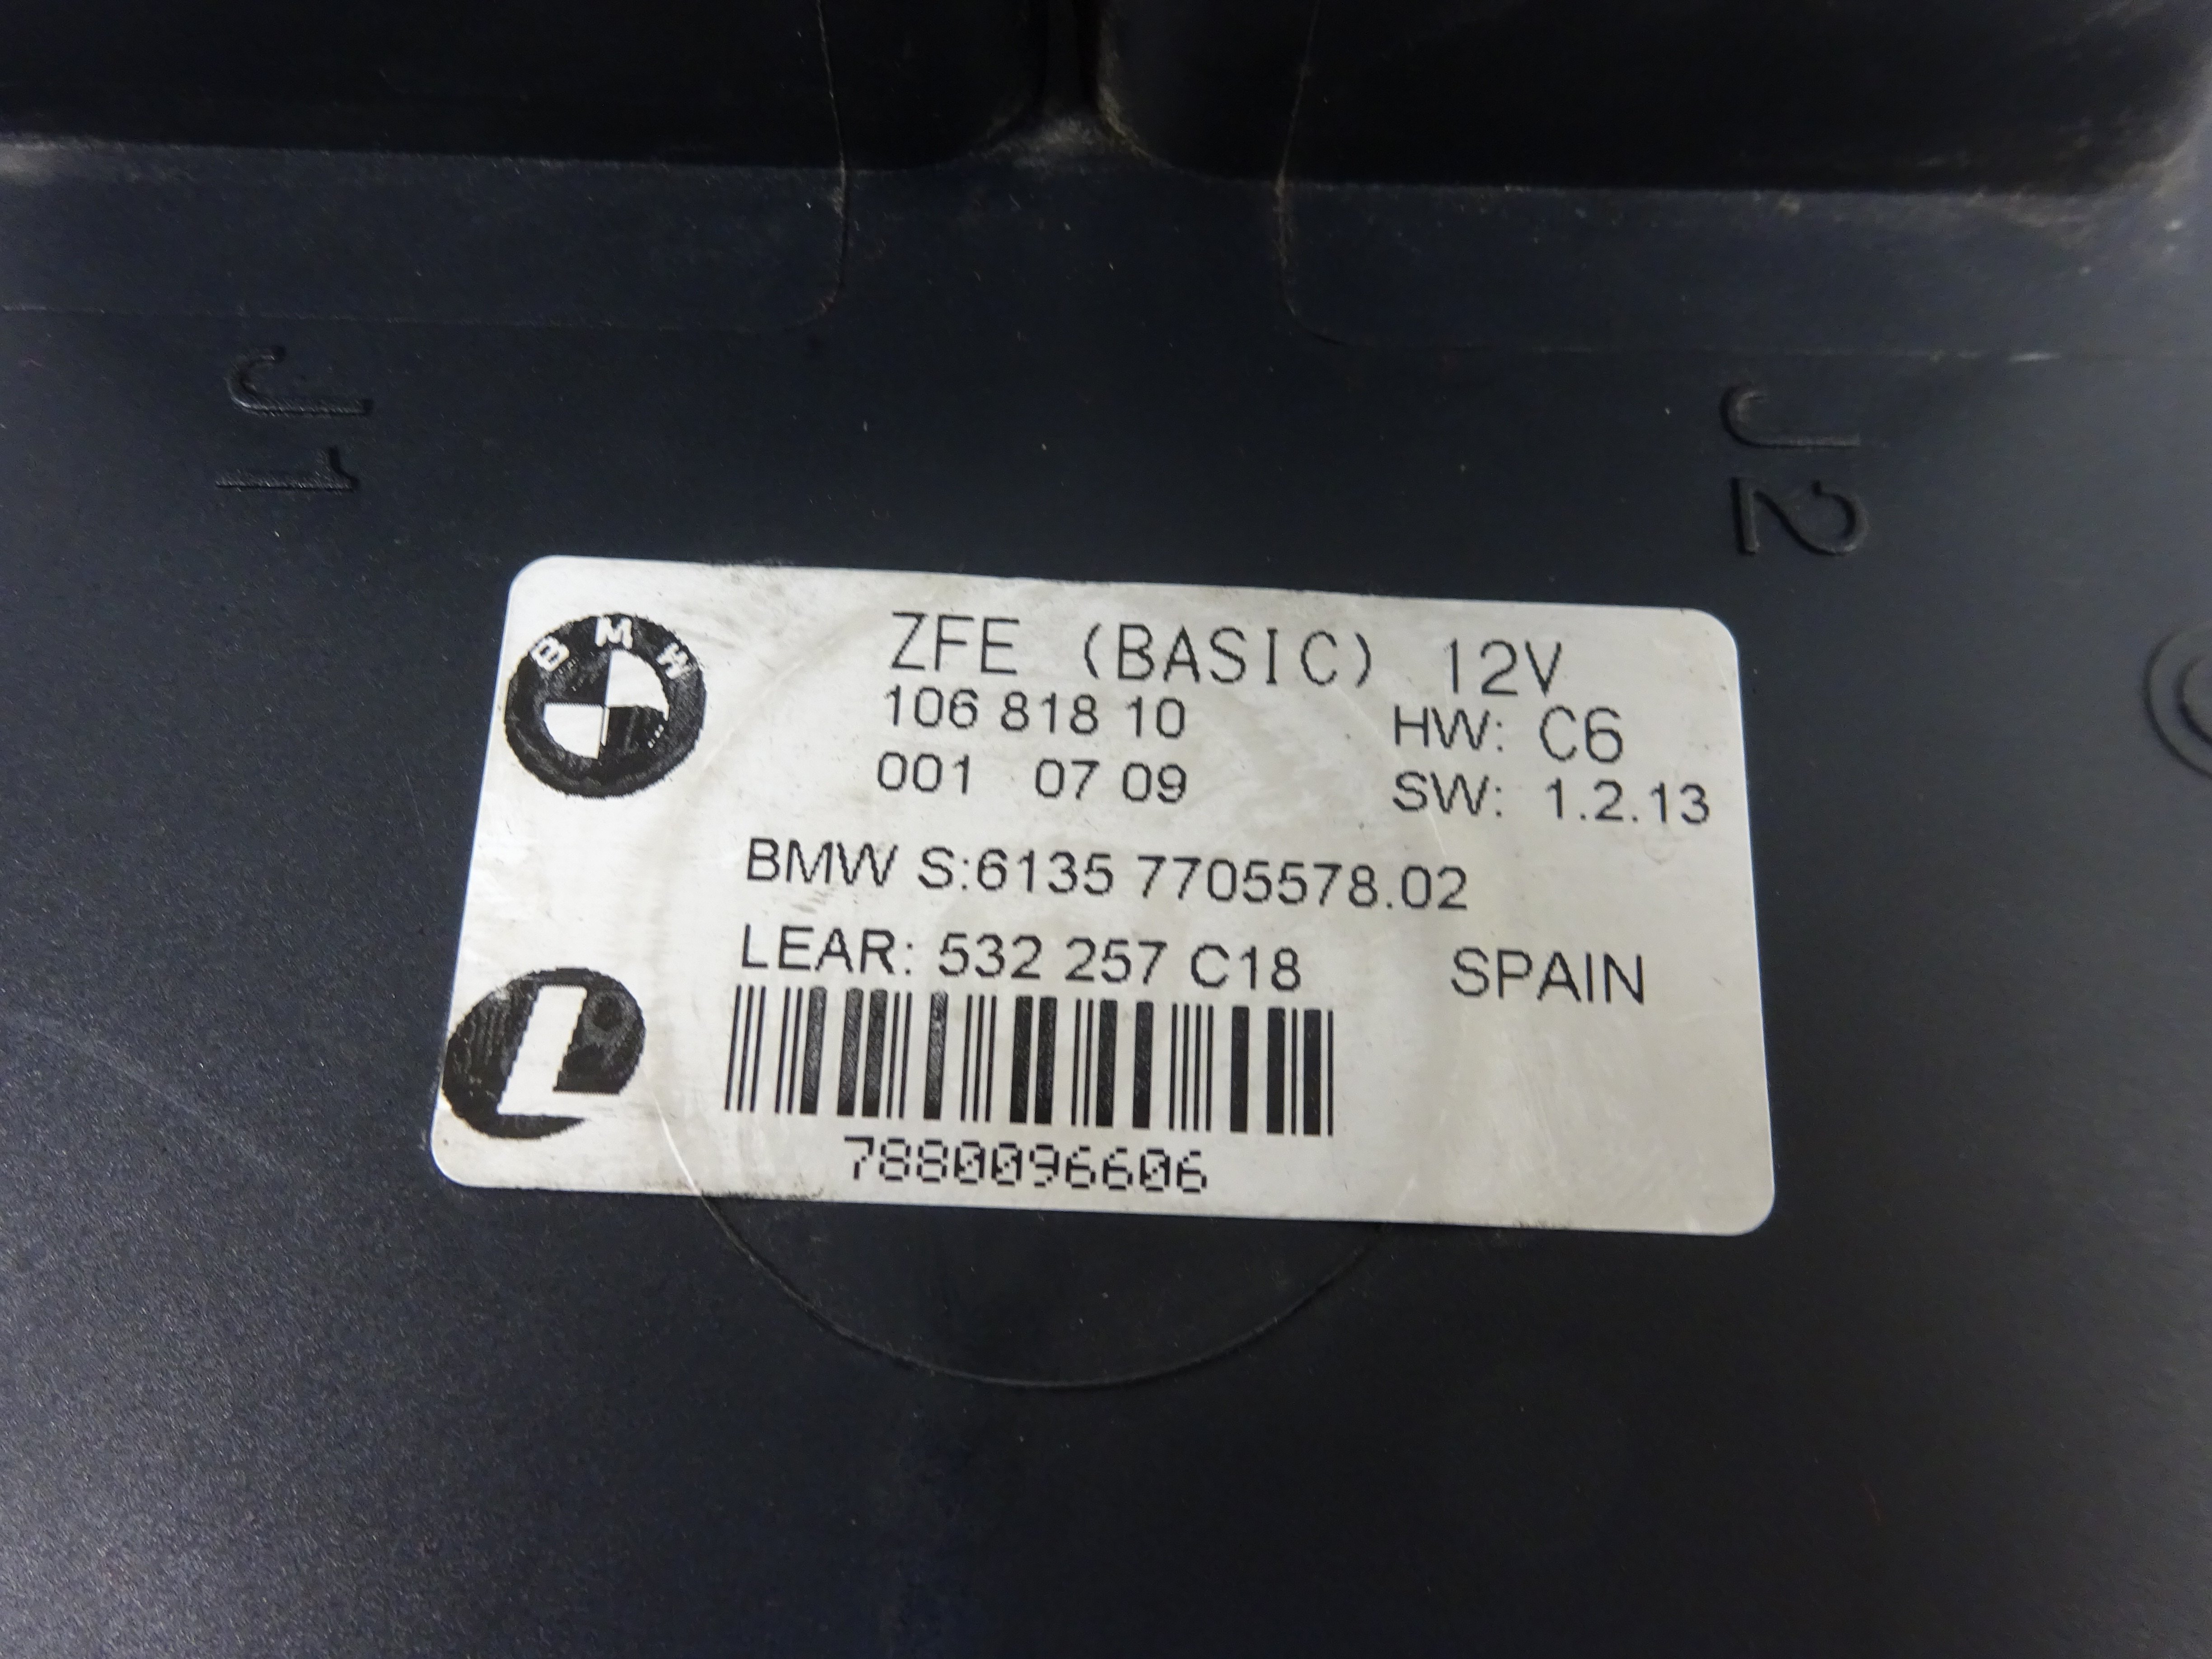 J1
J2
BMW
ZFE (BASIC) 12V
106 818 10 HW: C6
001 07 09 SW: 1.2.13
BMW S:6135 7705578.02
LEAR: 532 257 C18 SPAIN
L
7880096606